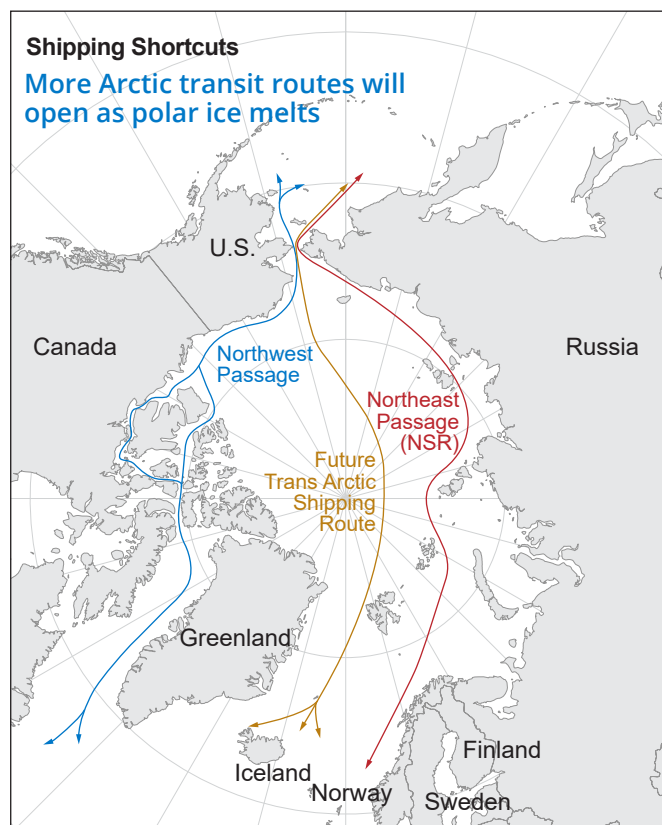 Shipping Shortcuts
More Arctic transit routes will
open as polar ice melts
U.S.
Canada
Russia
Northwest
Passage
Northeast
Passage
(NSR)
Future
Trans Arctic
Shipping
Route
Greenland
Iceland
Norway
Finland
Sweden